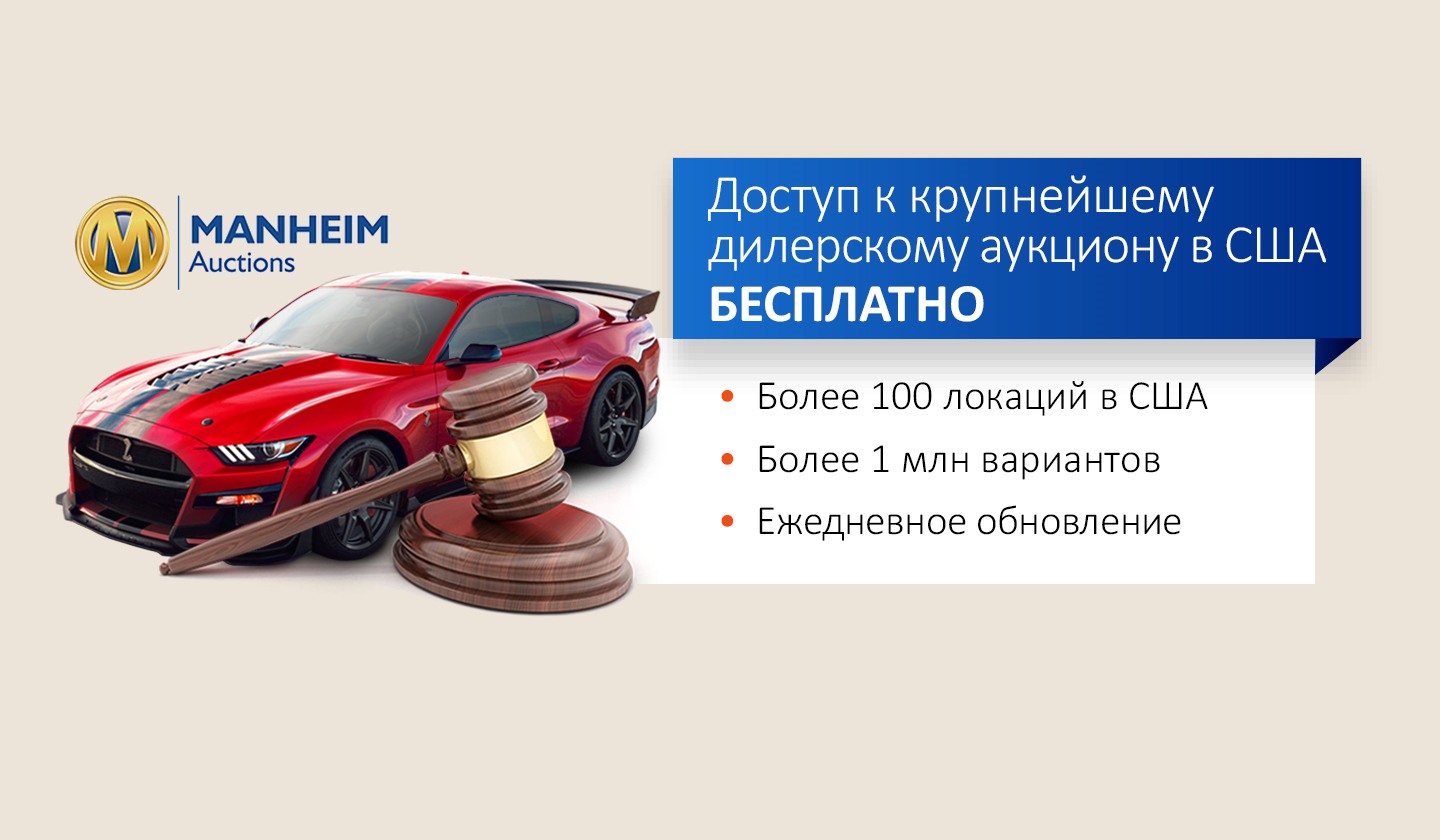 MANHEIM
Auctions
Доступ к крупнейшему
дилерскому аукциону в США
БЕСПЛАТНО
• Более 100 локаций в США
• Более 1 млн вариантов
• Ежедневное обновление